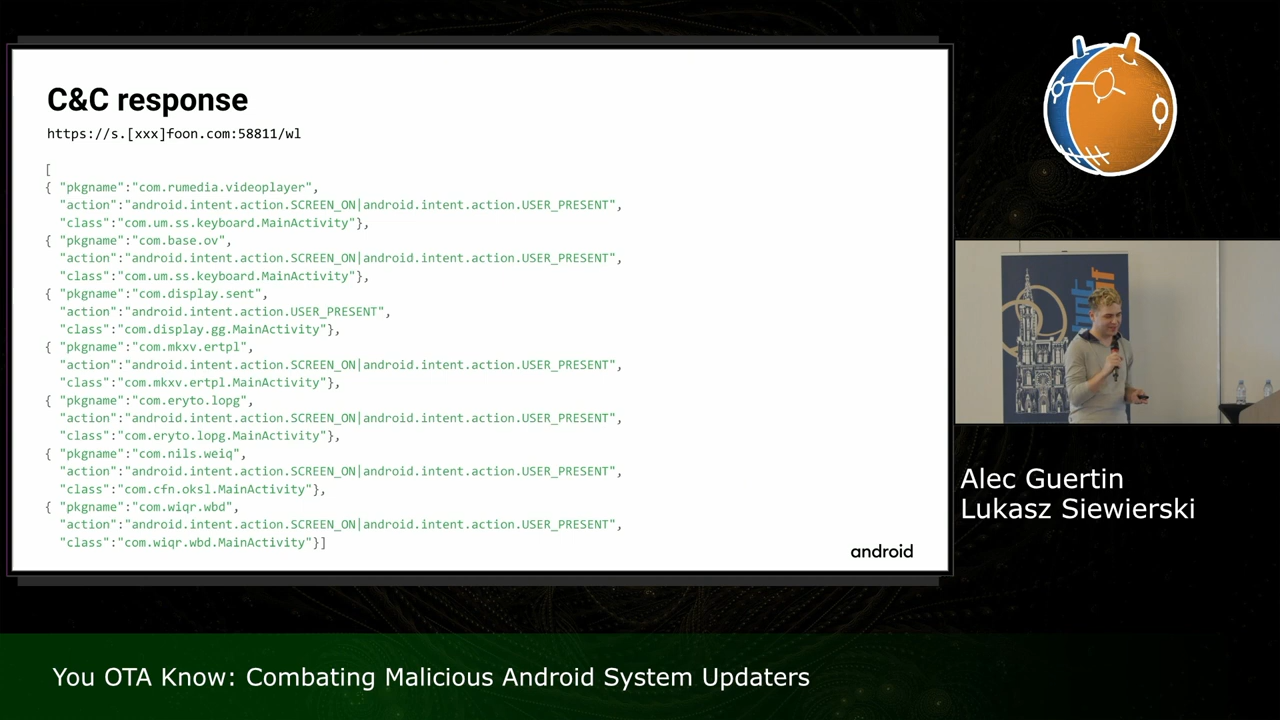 C&C response
https://s.[xxx]foon.com:58811/wl
[
{ "pkgname":"com.rumedia.videoplayer",
"action":"android.intent.action.SCREEN_ON|android.intent.action.USER_PRESENT",
"class":"com.um.ss.keyboard.MainActivity"},
{ "pkgname":"com.base.ov",
"action":"android.intent.action.SCREEN_ON|android.intent.action.USER_PRESENT",
"class":"com.um.ss.keyboard.MainActivity"},
{ "pkgname":"com.display.sent",
"action":"android.intent.action.USER_PRESENT",
"class":"com.display.gg.MainActivity"},
{ "pkgname":"com.mkxv.ertpl",
"action":"android.intent.action.SCREEN_ON|android.intent.action.USER_PRESENT",
"class":"com.mkxv.ertpl.MainActivity"},
{ "pkgname":"com.eryto.lopg",
"action":"android.intent.action.SCREEN_ON|android.intent.action.USER_PRESENT",
"class":"com.eryto.lopg.MainActivity"},
{ "pkgname":"com.nils.weiq",
"action":"android.intent.action.SCREEN_ON|android.intent.action.USER_PRESENT",
"class":"com.cfn.oksl.MainActivity"},
{ "pkgname":"com.wiqr.wbd",
"action":"android.intent.action.SCREEN_ON|android.intent.action.USER_PRESENT",
"class":"com.wiqr.wbd.MainActivity"}]
android
Alec Guertin
Lukasz Siewierski
You OTA Know: Combating Malicious Android System Updaters